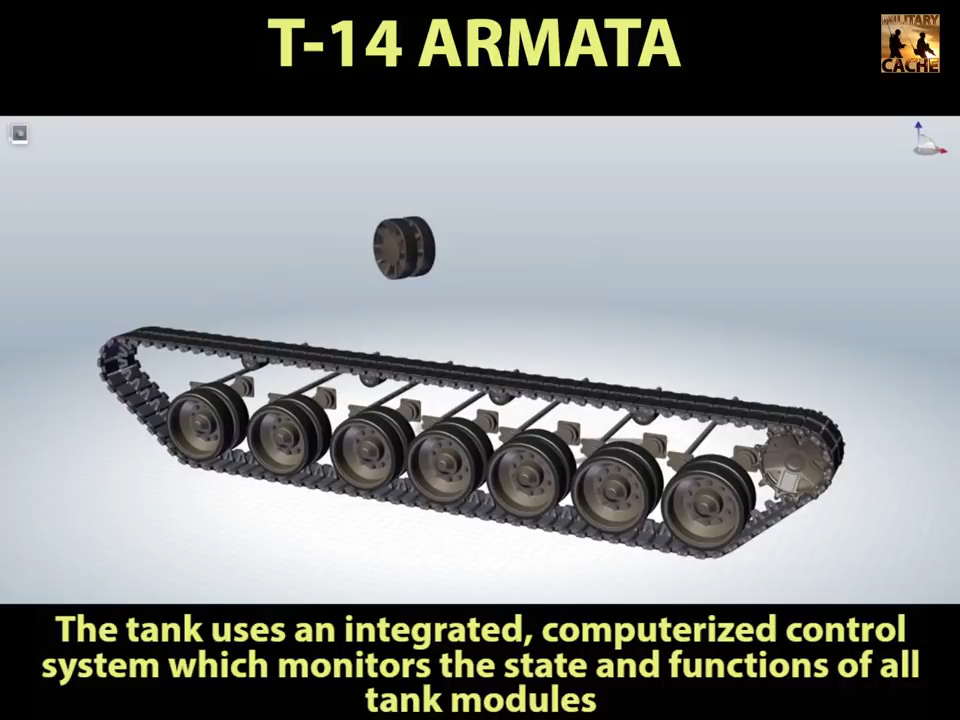 T-14 ARMATA
MILITARY
CACHE
The tank uses an integrated, computerized control
system which monitors the state and functions of all
tank modules